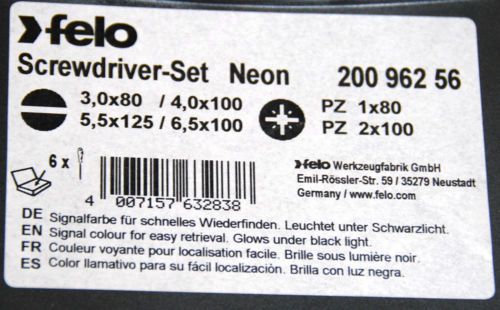 felo
Screwdriver-Set Neon 200 962 56
3,0x80 / 4,0x100 PZ 1x80
5,5x125 / 6,5x100 PZ 2x100
6 x
4 007157 632838
felo Werkzeugfabrik GmbH
Emil-Rössler-Str. 59 / 35279 Neustadt
Germany / www.felo.com
DE Signalfarbe für schnelles Wiederfinden. Leuchtet unter Schwarzlicht.
EN Signal colour for easy retrieval. Glows under black light.
FR Couleur voyante pour localisation facile. Brille sous lumière noir.
ES Color llamativo para su fácil localización. Brilla con luz negra.